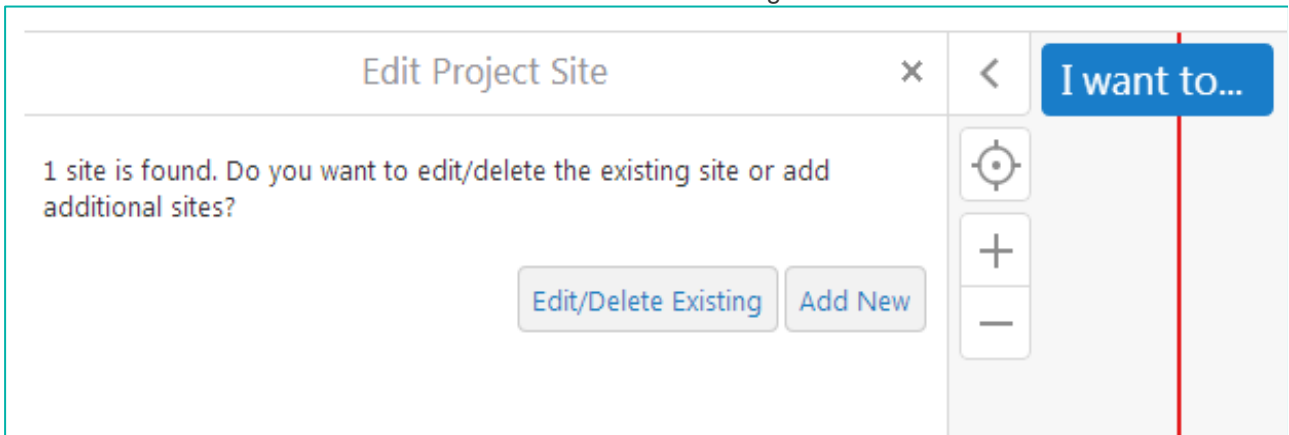 Edit Project Site
I want to...
1 site is found. Do you want to edit/delete the existing site or add
additional sites?
Edit/Delete Existing
Add New